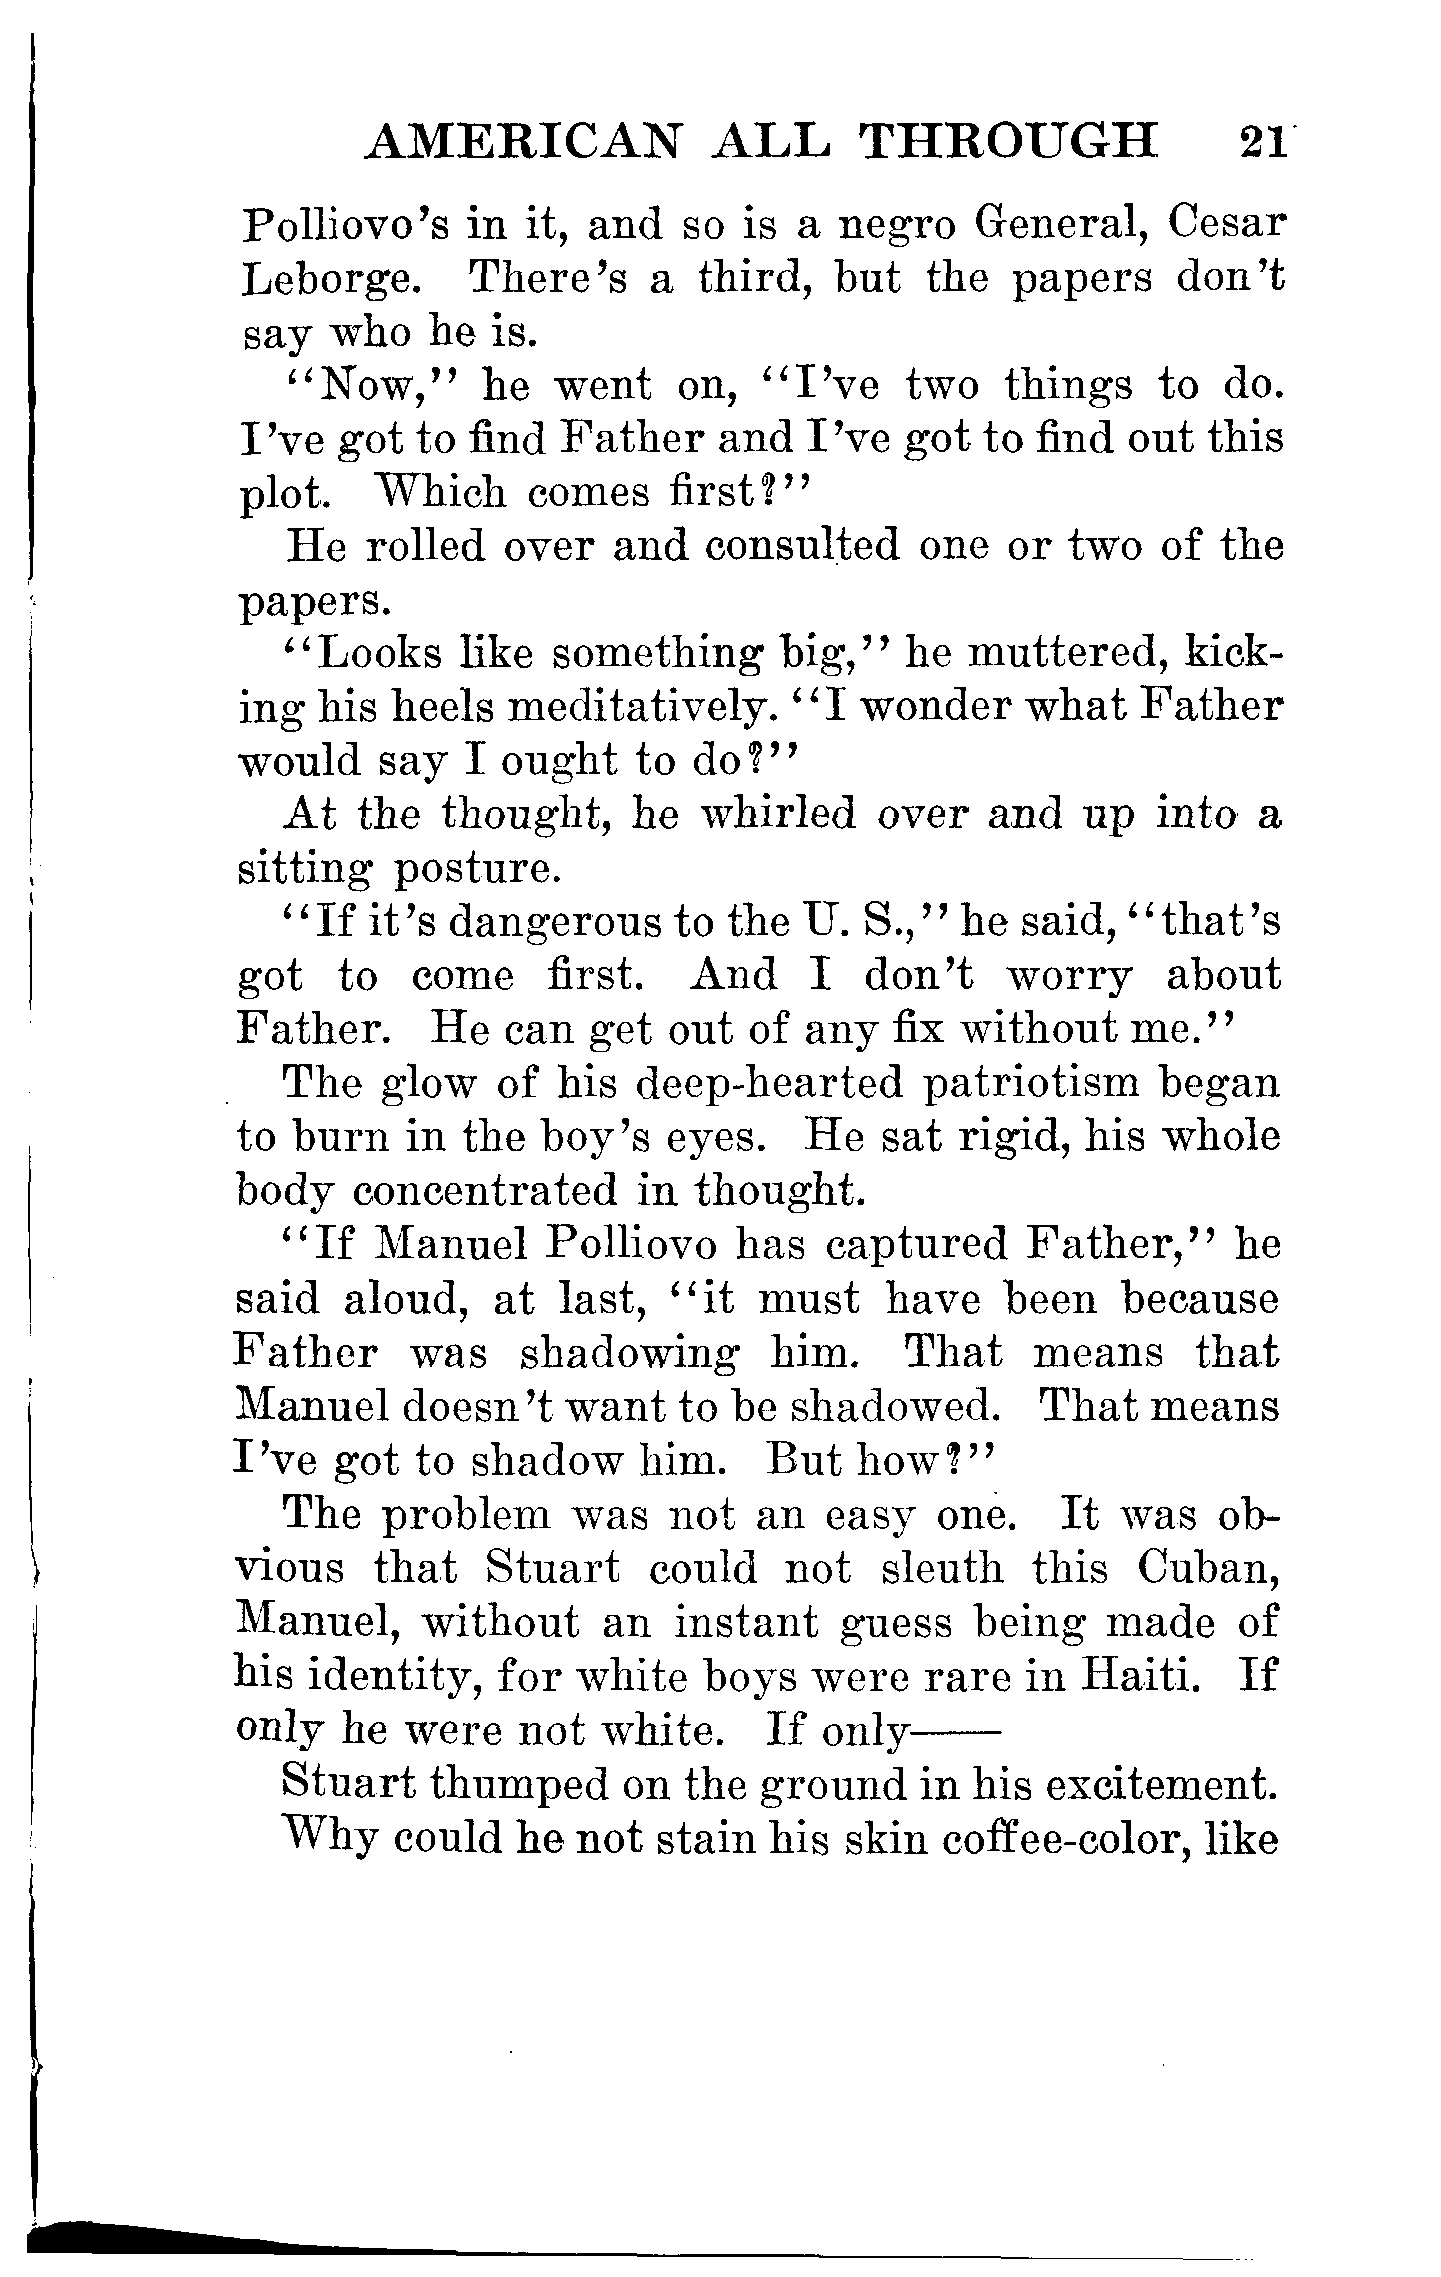 AMERICAN ALL THROUGH 21
Polliovo's in it, and so is a negro General, Cesar
Leborge. There's a third, but the papers don't
say who he is.
"Now," he went on, "I've two things to do.
I've got to find Father and I've got to find out this
plot. Which comes first?"
He rolled over and consulted one or two of the
papers.
"Looks like something big," he muttered, kick-
ing his heels meditatively. "I wonder what Father
would say I ought to do?"
At the thought, he whirled over and up into a
sitting posture.
"If it's dangerous to the U. S.," he said, "that's
got to come first. And I don't worry about
Father. He can get out of any fix without me."
The glow of his deep-hearted patriotism began
to burn in the boy's eyes. He sat rigid, his whole
body concentrated in thought.
"If Manuel Polliovo has captured Father," he
said aloud, at last, "it must have been because
Father was shadowing him. That means that
Manuel doesn't want to be shadowed. That means
I've got to shadow him. But how?"
The problem was not an easy one. It was ob-
vious that Stuart could not sleuth this Cuban,
Manuel, without an instant guess being made of
his identity, for white boys were rare in Haiti. If
only he were not white. If only——
Stuart thumped on the ground in his excitement.
Why could he not stain his skin coffee-color, like